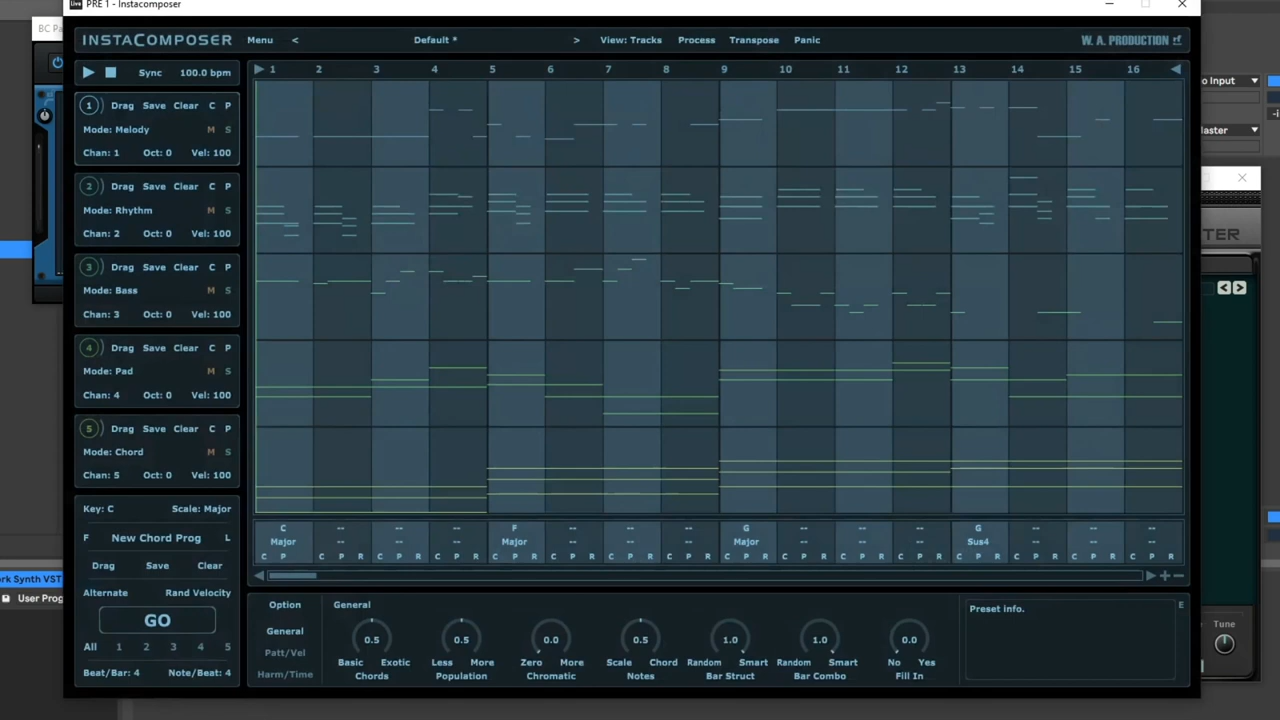 Live PRE 1 - Instacomposer
BC Pa
INSTACOMPOSER Menu < Default * > View: Tracks Process Transpose Panic W. A. PRODUCTION
Sync 100.0 bpm
1 2 3 4 5 6 7 8 9 10 11 12 13 14 15 16
1 Drag Save Clear C P
Mode: Melody M S
Chan: 1 Oct: 0 Vel: 100
2 Drag Save Clear C P
Mode: Rhythm M S
Chan: 2 Oct: 0 Vel: 100
3 Drag Save Clear C P
Mode: Bass M S
Chan: 3 Oct: 0 Vel: 100
4 Drag Save Clear C P
Mode: Pad M S
Chan: 4 Oct: 0 Vel: 100
5 Drag Save Clear C P
Mode: Chord M S
Chan: 5 Oct: 0 Vel: 100
Key: C Scale: Major
F New Chord Prog L
Drag Save Clear
Alternate Rand Velocity
GO
All 1 2 3 4 5
Beat/Bar: 4 Note/Beat: 4
C -- -- -- F -- -- -- G -- -- -- G -- -- --
Major -- -- -- Major -- -- -- Major -- -- -- Sus4 -- -- --
C P C P R C P R C P R C P R C P R C P R C P R C P R C P R C P R C P R C P R C P R C P R C P R
Option
General
Patt/Vel
Harm/Time
General
0.5 0.5 0.0 0.5 1.0 1.0 0.0
Basic Exotic Less More Zero More Scale Chord Random Smart Random Smart No Yes
Chords Population Chromatic Notes Bar Struct Bar Combo Fill In
Preset info.
E
o Input
aster
TER
< >
Tune
rk Synth VST
User Prog